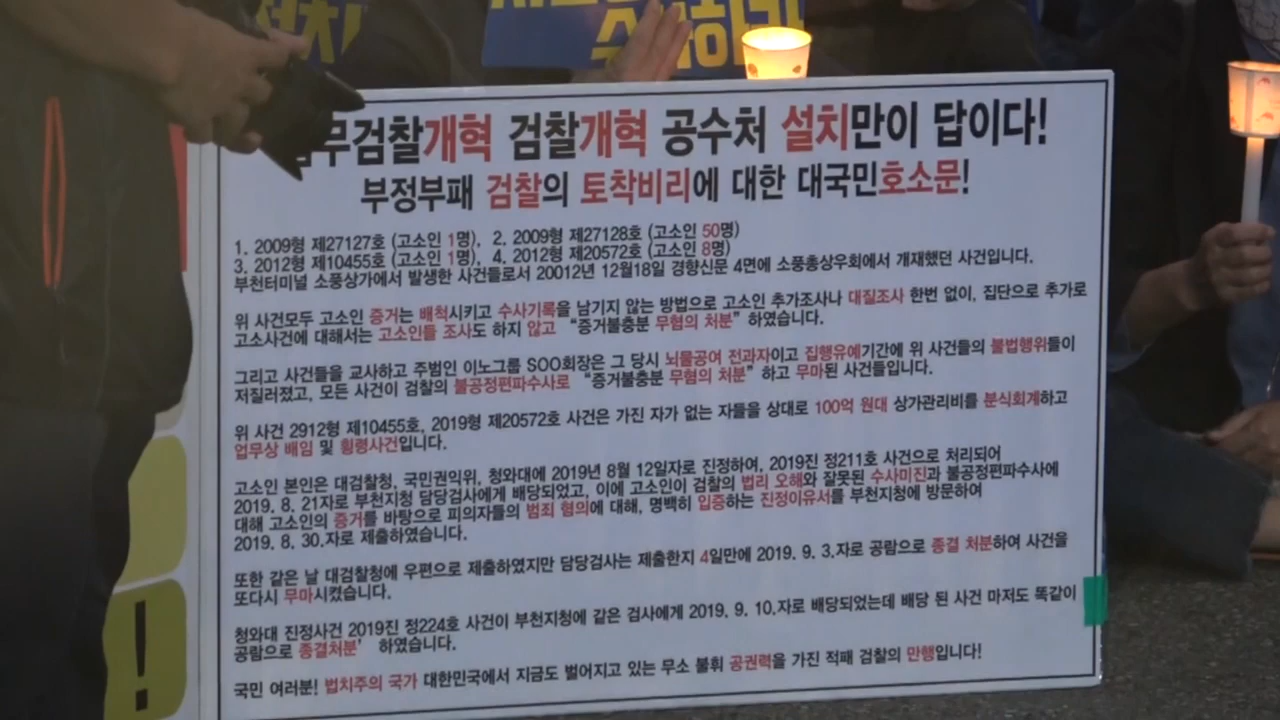 설치
수하라
무검찰개혁 검찰개혁 공수처 설치만이 답이다!
부정부패 검찰의 토착비리에 대한 대국민호소문!
1. 2009형 제27127호 (고소인 1명), 2. 2009형 제27128호 (고소인 50명)
3. 2012형 제10455호 (고소인 1명), 4. 2012형 제20572호 (고소인 8명)
부천터미널 소풍상가에서 발생한 사건들로서 20012년 12월18일 경향신문 4면에 소풍총상우회에서 개재했던 사건입니다.
위 사건모두 고소인 증거는 배척시키고 수사기록을 남기지 않는 방법으로 고소인 추가조사나 대질조사 한번 없이, 집단으로 추가로
고소사건에 대해서는 고소인들 조사도 하지 않고 “증거불충분 무협의 처분” 하였습니다.
그리고 사건들을 교사하고 주범인 이노그룹 SOO회장은 그 당시 뇌물공여 전과자이고 집행유예기간에 위 사건들의 불법행위들이
저질러졌고, 모든 사건이 검찰의 불공정편파수사로 “증거불충분 무혐의 처분” 하고 무마된 사건들입니다.
위 사건 2912형 제10455호, 2019형 제20572호 사건은 가진 자가 없는 자들을 상대로 100억 원대 상가관리비를 분식회계하고
업무상 배임 및 횡령사건입니다.
고소인 본인은 대검찰청, 국민권익위, 청와대에 2019년 8월 12일자로 진정하여, 2019진 정211호 사건으로 처리되어
2019. 8. 21자로 부천지청 담당검사에게 배당되었고, 이에 고소인이 검찰의 법리 오해와 잘못된 수사미진과 불공정편파수사에
대해 고소인의 증거를 바탕으로 피의자들의 범죄 혐의에 대해, 명백히 입증하는 진정이유서를 부천지청에 방문하여
2019. 8. 30.자로 제출하였습니다.
또한 같은 날 대검찰청에 우편으로 제출하였지만 담당검사는 제출한지 4일만에 2019. 9. 3.자로 공람으로 종결 처분하여 사건을
또다시 무마시켰습니다.
청와대 진정사건 2019진 정224호 사건이 부천지청에 같은 검사에게 2019. 9. 10.자로 배당되었는데 배당 된 사건 마저도 똑같이
공람으로 종결처분’ 하였습니다.
국민 여러분! 법치주의 국가 대한민국에서 지금도 벌어지고 있는 무소 불휘 공권력을 가진 적패 검찰의 만행입니다!
!